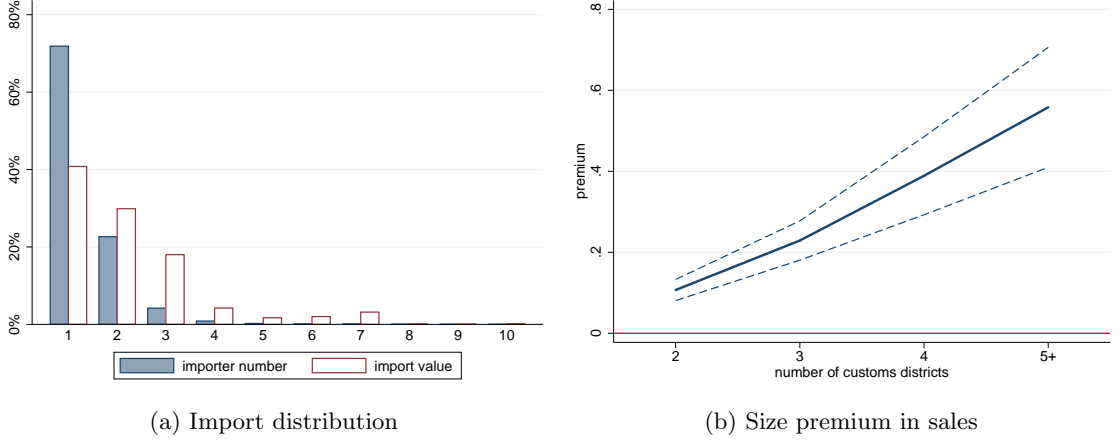 80%
60%
40%
20%
0%
1 2 3 4 5 6 7 8 9 10
importer number import value
(a) Import distribution
.8
.6
.4
.2
0
premium
2 3 4 5+
number of customs districts
(b) Size premium in sales